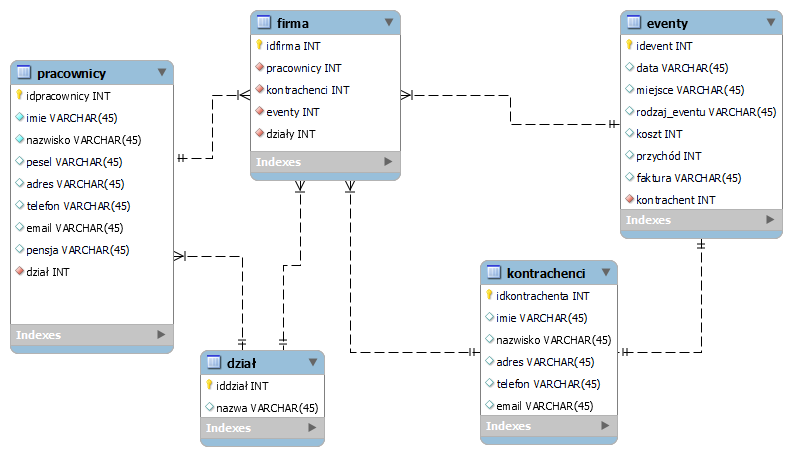 pracownicy
idpracownicy INT
imie VARCHAR(45)
nazwisko VARCHAR(45)
pesel VARCHAR(45)
adres VARCHAR(45)
telefon VARCHAR(45)
email VARCHAR(45)
pensja VARCHAR(45)
dział INT
Indexes
firma
idfirma INT
pracownicy INT
kontrachenci INT
eventy INT
działy INT
Indexes
eventy
idevent INT
data VARCHAR(45)
miejsce VARCHAR(45)
rodzaj_eventu VARCHAR(45)
koszt INT
przychód INT
faktura VARCHAR(45)
kontrachent INT
Indexes
kontrachenci
idkontrachenta INT
imie VARCHAR(45)
nazwisko VARCHAR(45)
adres VARCHAR(45)
telefon VARCHAR(45)
email VARCHAR(45)
Indexes
dział
iddział INT
nazwa VARCHAR(45)
Indexes